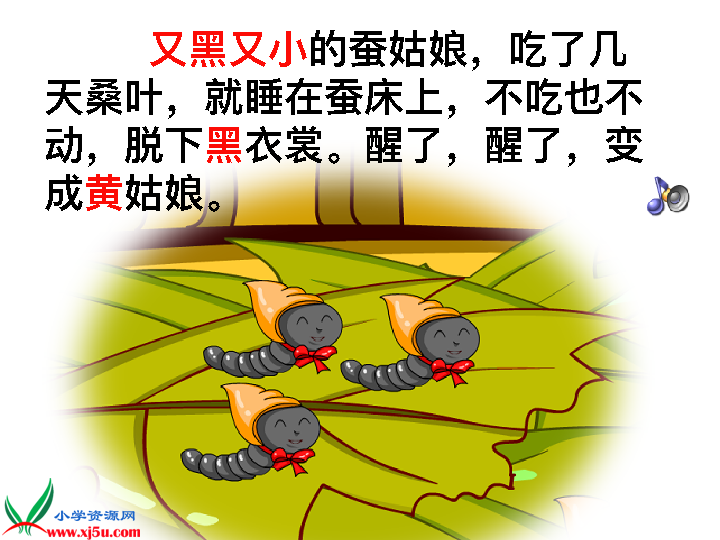 又黑又小的蚕姑娘，吃了几
天桑叶，就睡在蚕床上，不吃也不
动，脱下黑衣裳。醒了，醒了，变
成黄姑娘。
小学资源网
www.xj5u.com